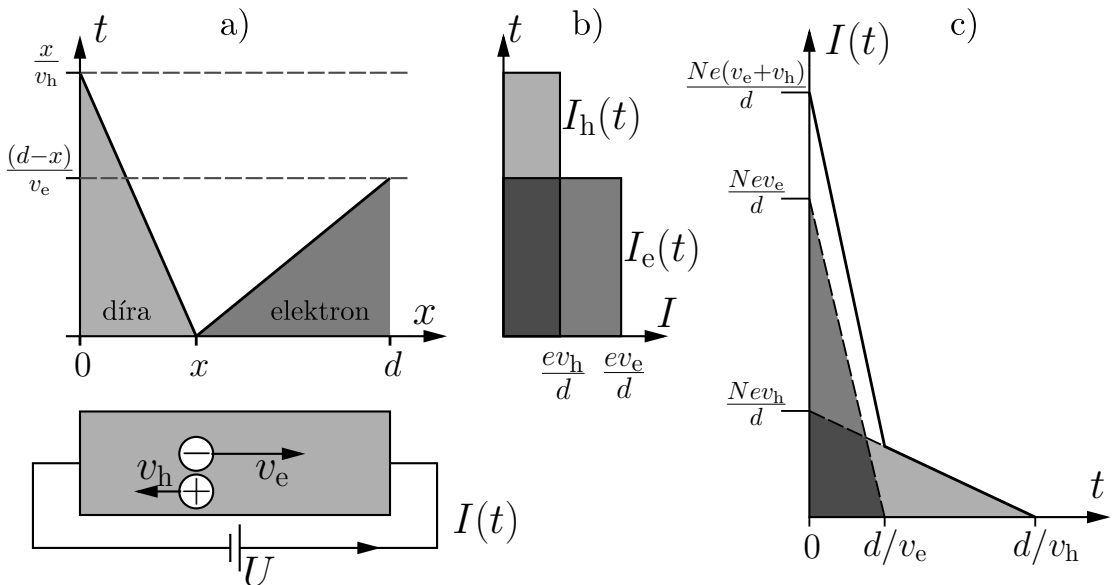 a)
t
x/v_h
(d−x)/v_e
díra
elektron
x
0
x
d
b)
t
I_h(t)
I_e(t)
I
ev_h/d
ev_e/d
c)
I(t)
Ne(v_e+v_h)/d
Nev_e/d
Nev_h/d
t
0
d/v_e
d/v_h
−
v_h
v_e
+
I(t)
U